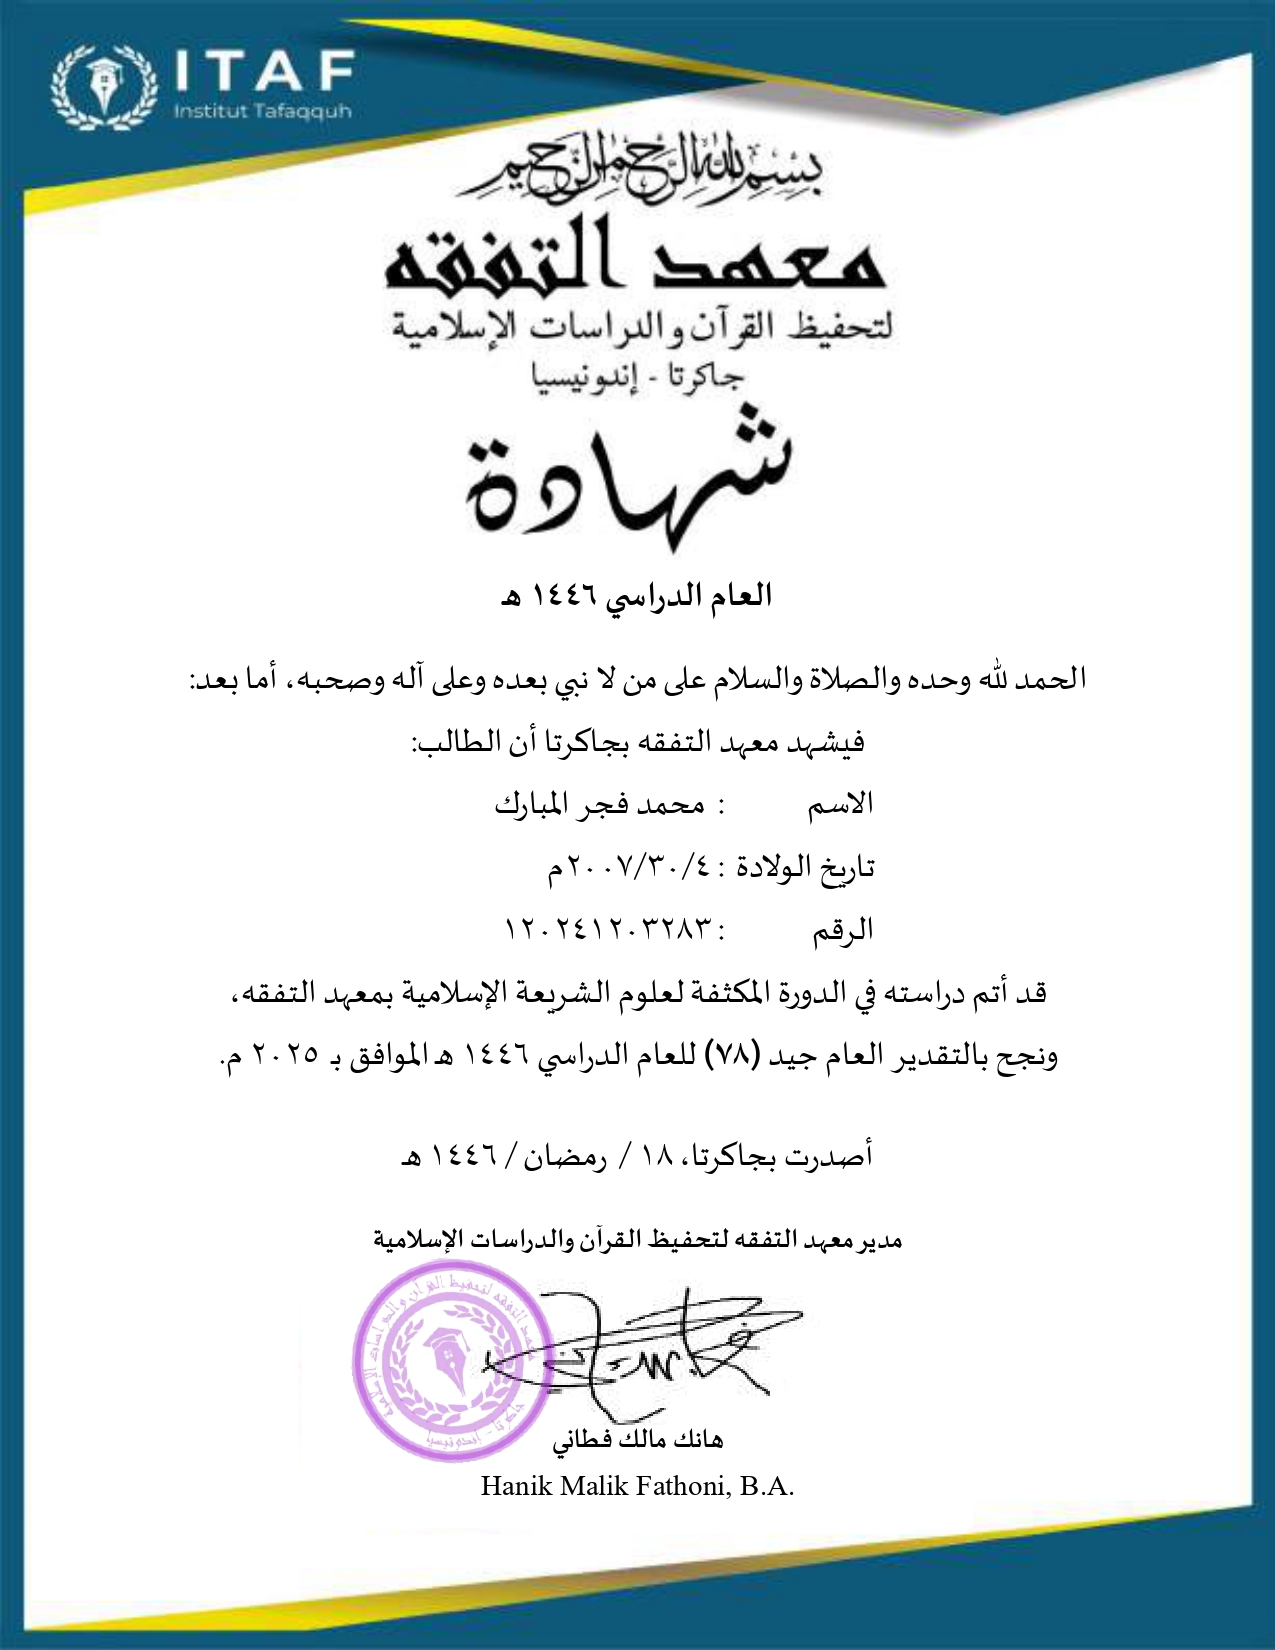 ITAF
Institut Tafaqquh
بسم الله الرحمن الرحيم
معهد التفقه
لتحفيظ القرآن والدراسات الإسلامية
جاكرتا - إندونيسيا
شهادة
العام الدراسي ١٤٤٦ هـ
الحمد لله وحده والصلاة والسلام على من لا نبي بعده وعلى آله وصحبه، أما بعد:
فيشهد معهد التفقه بجاكرتا أن الطالب:
الاسم : محمد فجر المبارك
تاريخ الولادة : ٢٠٠٧/٣٠/٤م
الرقم : ١٢٠٢٤١٢٠٣٢٨٣
قد أتم دراسته في الدورة المكثفة لعلوم الشريعة الإسلامية بمعهد التفقه،
ونجح بالتقدير العام جيد (٧٨) للعام الدراسي ١٤٤٦ هـ الموافق بـ ٢٠٢٥ م.
أصدرت بجاكرتا، ١٨ / رمضان / ١٤٤٦ هـ
مدير معهد التفقه لتحفيظ القرآن والدراسات الإسلامية
معهد التفقه لتحفيظ القرآن والدراسات الإسلامية
جاكرتا - إندونيسيا
هانك مالك فطاني
Hanik Malik Fathoni, B.A.